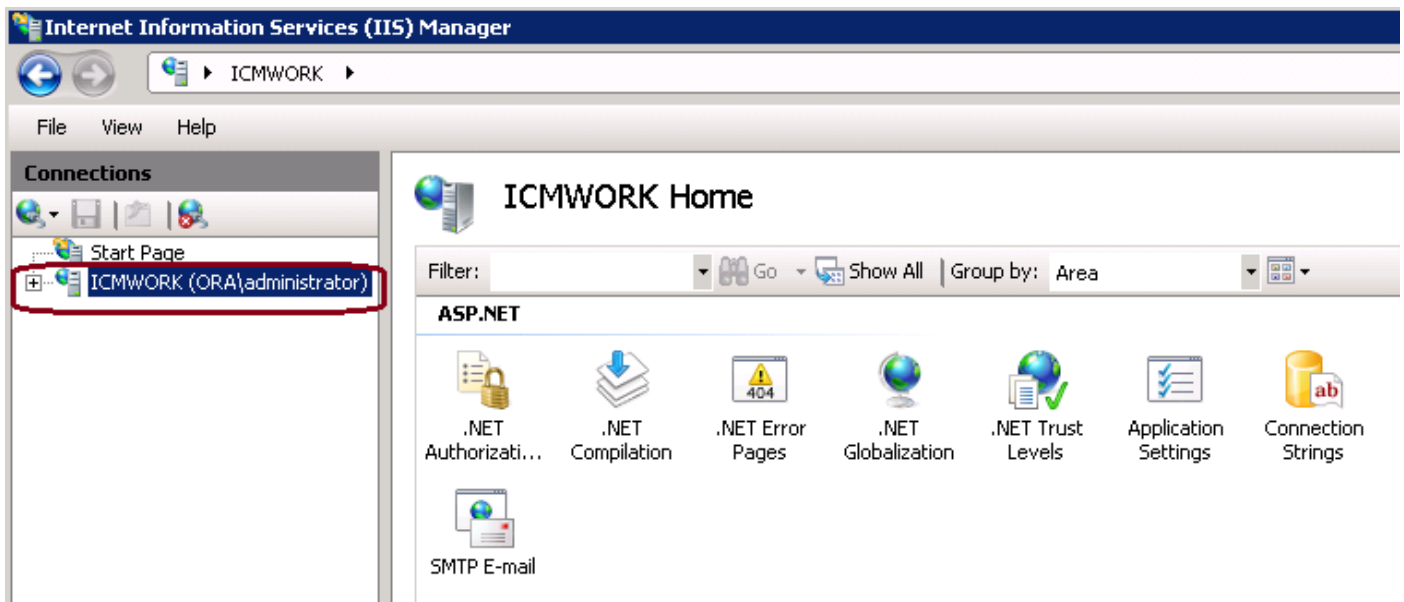 Internet Information Services (IIS) Manager
ICMWORK
File View Help
Connections
Start Page
ICMWORK (ORA\administrator)
ICMWORK Home
Filter: Go Show All Group by: Area
ASP.NET
.NET Authorizati...
.NET Compilation
.NET Error Pages
404
.NET Globalization
.NET Trust Levels
Application Settings
Connection Strings
ab
SMTP E-mail